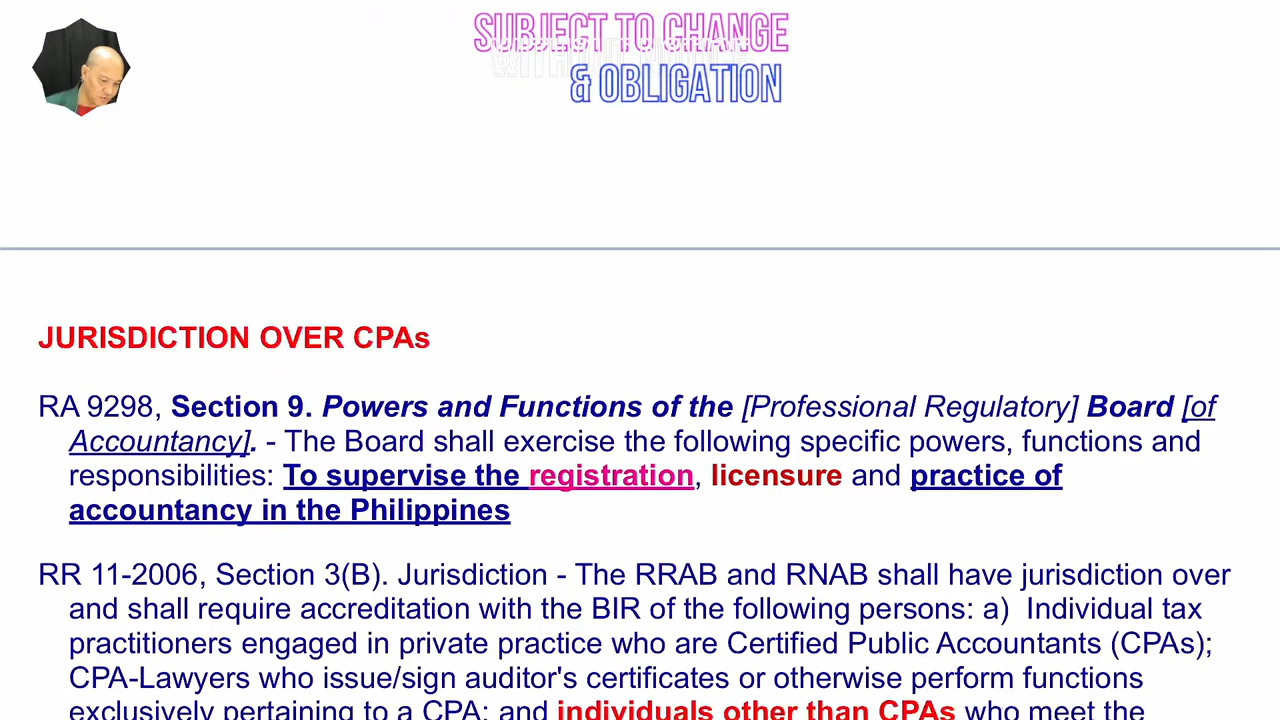 SUBJECT TO CHANGE
WITHOUT NOTICE
& OBLIGATION
JURISDICTION OVER CPAs
RA 9298, Section 9. Powers and Functions of the [Professional Regulatory] Board [of
Accountancy]. - The Board shall exercise the following specific powers, functions and
responsibilities: To supervise the registration, licensure and practice of
accountancy in the Philippines
RR 11-2006, Section 3(B). Jurisdiction - The RRAB and RNAB shall have jurisdiction over
and shall require accreditation with the BIR of the following persons: a) Individual tax
practitioners engaged in private practice who are Certified Public Accountants (CPAs);
CPA-Lawyers who issue/sign auditor's certificates or otherwise perform functions
exclusively pertaining to a CPA; and individuals other than CPAs who meet the